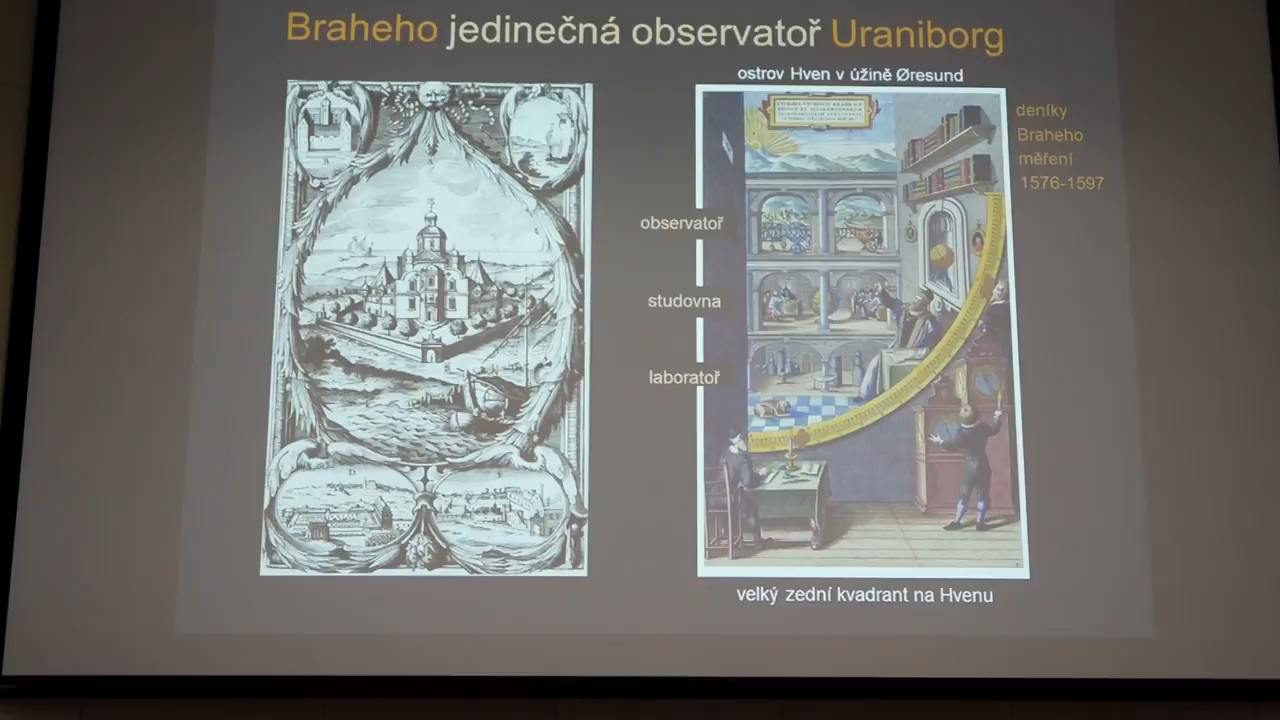 Braheho jedinečná observatoř Uraniborg
ostrov Hven v úžině Øresund
deníky
Braheho
měření
1576-1597
observatoř
studovna
laboratoř
velký zední kvadrant na Hvenu